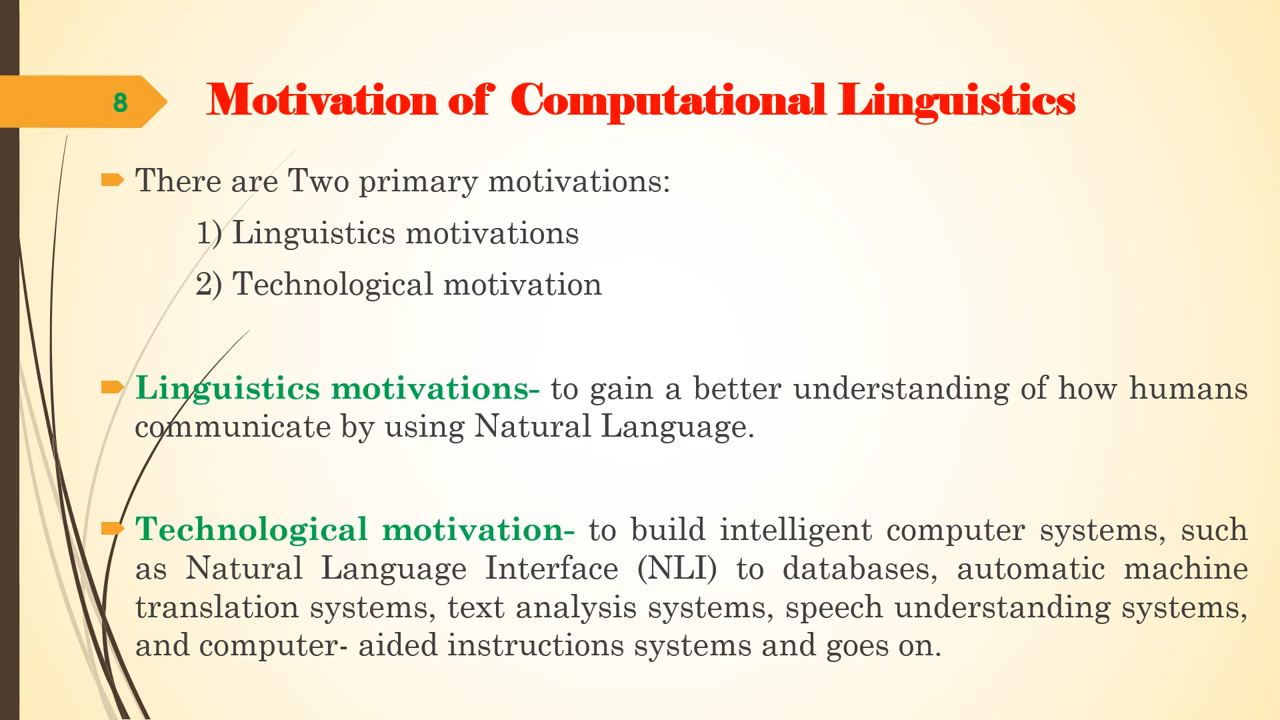 8
Motivation of Computational Linguistics
There are Two primary motivations:
1) Linguistics motivations
2) Technological motivation
Linguistics motivations- to gain a better understanding of how humans
communicate by using Natural Language.
Technological motivation- to build intelligent computer systems, such
as Natural Language Interface (NLI) to databases, automatic machine
translation systems, text analysis systems, speech understanding systems,
and computer- aided instructions systems and goes on.